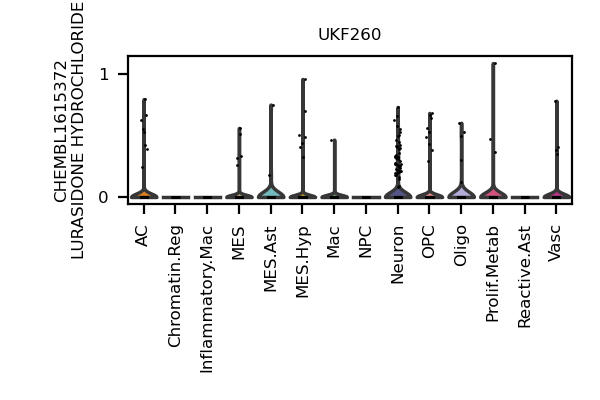 UKF260
CHEMBL1615372
LURASIDONE HYDROCHLORIDE
1
0
AC
Chromatin.Reg
Inflammatory.Mac
MES
MES.Ast
MES.Hyp
Mac
NPC
Neuron
OPC
Oligo
Prolif.Metab
Reactive.Ast
Vasc